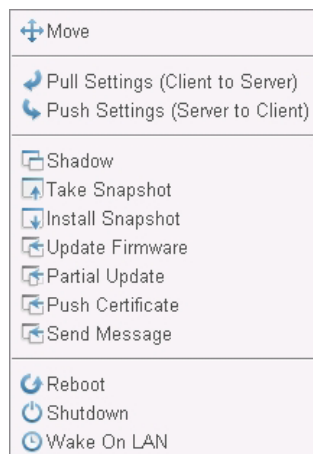 Move
Pull Settings (Client to Server)
Push Settings (Server to Client)
Shadow
Take Snapshot
Install Snapshot
Update Firmware
Partial Update
Push Certificate
Send Message
Reboot
Shutdown
Wake On LAN